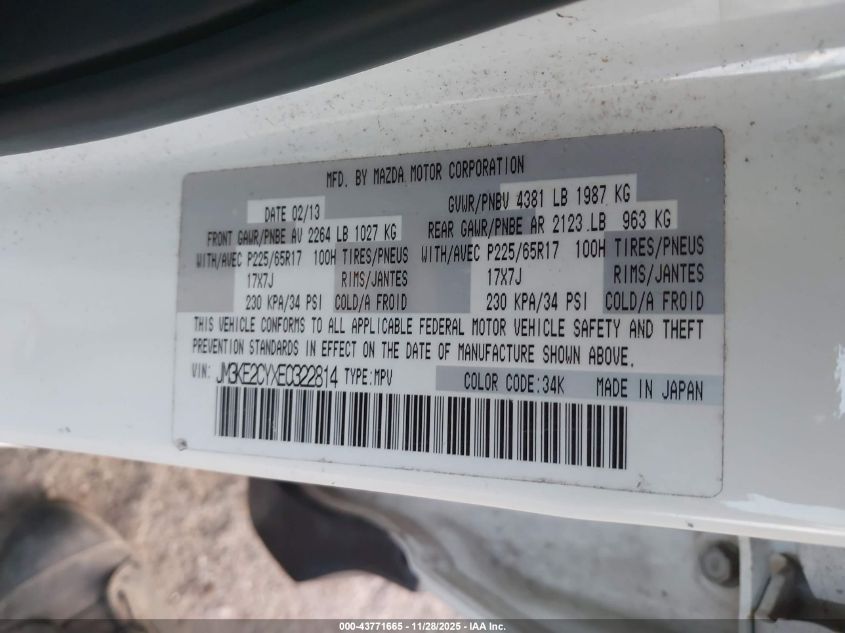 MFD. BY MAZDA MOTOR CORPORATION
DATE 02/13 GVWR/PNBV 4381 LB 1987 KG
FRONT GAWR/PNBE AV 2264 LB 1027 KG REAR GAWR/PNBE AR 2123 LB 963 KG
WITH/AVEC P225/65R17 100H TIRES/PNEUS WITH/AVEC P225/65R17 100H TIRES/PNEUS
17X7J RIMS/JANTES 17X7J RIMS/JANTES
230 KPA/34 PSI COLD/A FROID 230 KPA/34 PSI COLD/A FROID
THIS VEHICLE CONFORMS TO ALL APPLICABLE FEDERAL MOTOR VEHICLE SAFETY AND THEFT
PREVENTION STANDARDS IN EFFECT ON THE DATE OF MANUFACTURE SHOWN ABOVE.
VIN: JM3KE2CYXE0322814 TYPE:MPV COLOR CODE:34K MADE IN JAPAN
000-43771665 - 11/28/2025 - IAA Inc.